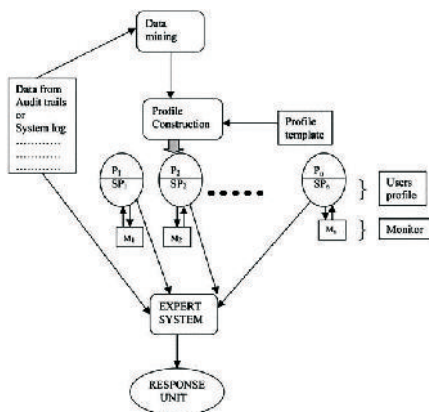 Data
mining
Data from
Audit trails
or
System log
............
............
............
Profile
Construction
Profile
template
P1
SP1
P2
SP2
Pn
SPn
Users
profile
M1
M2
Mn
Monitor
EXPERT
SYSTEM
RESPONSE
UNIT